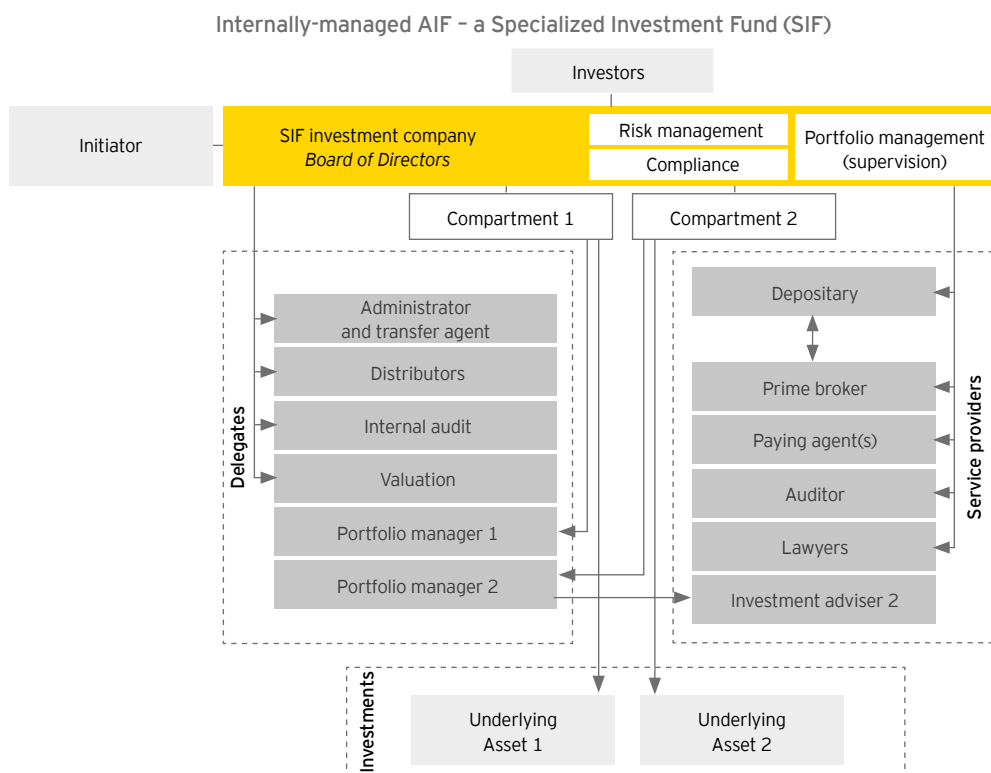 Internally-managed AIF – a Specialized Investment Fund (SIF)
Investors
Initiator
SIF investment company
Board of Directors
Risk management
Compliance
Portfolio management
(supervision)
Compartment 1
Compartment 2
Delegates
Administrator
and transfer agent
Distributors
Internal audit
Valuation
Portfolio manager 1
Portfolio manager 2
Depositary
Prime broker
Paying agent(s)
Auditor
Lawyers
Investment adviser 2
Service providers
Investments
Underlying
Asset 1
Underlying
Asset 2